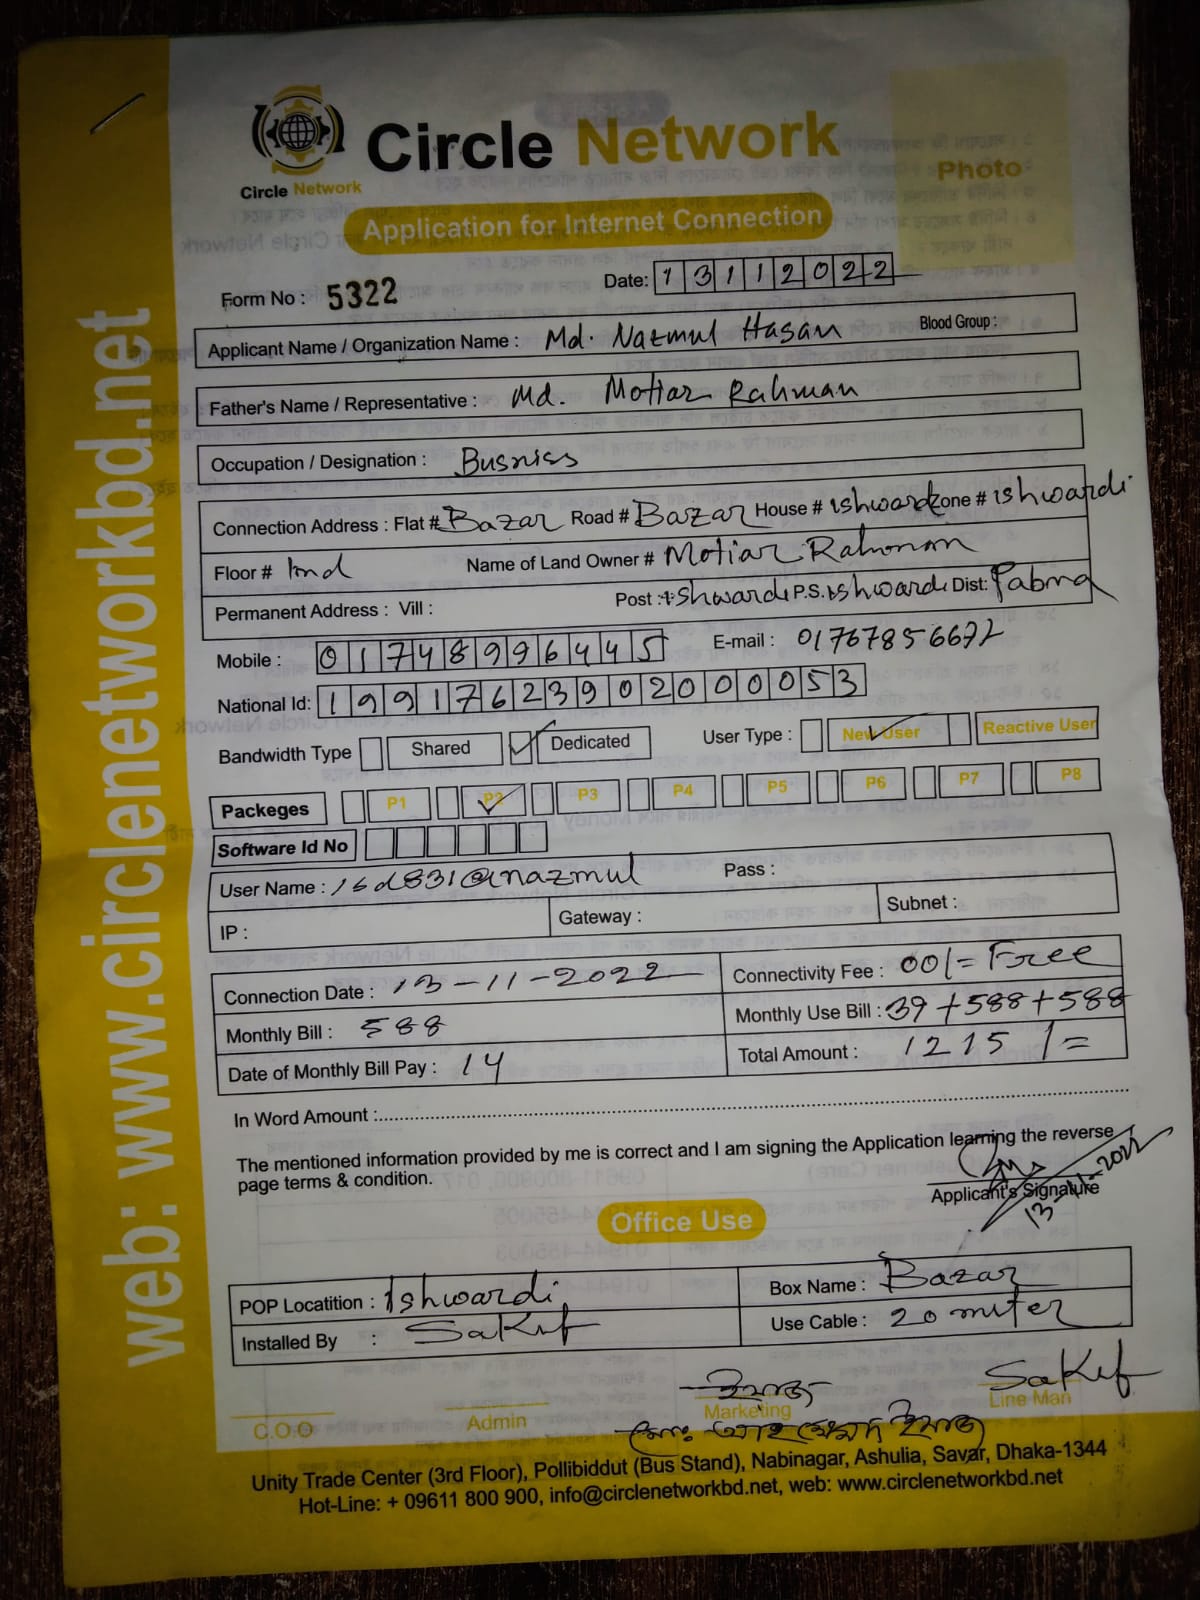 Circle Network
Circle Network
Photo
Application for Internet Connection
Form No : 5322
Date: 13112022
Applicant Name / Organization Name : Md. Nazmul Hasan Blood Group :
Father's Name / Representative : Md. Motiar Rahman
Occupation / Designation : Busniss
Connection Address : Flat # Bazar Road # Bazar House # ishwardi Zone # ishwardi
Floor # Name of Land Owner # Motiar Rahman
Permanent Address : Vill : Post : ishwardi P.S. ishwardi Dist: Pabna
Mobile : 01748996445 E-mail : 01767856672
National Id: 19917623902000053
Bandwidth Type Shared Dedicated User Type : New User Reactive User
Packeges P1 P2 P3 P4 P5 P6 P7 P8
Software Id No
User Name : 16d831@nazmul Pass :
IP : Gateway : Subnet :
Connection Date : 13-11-2022 Connectivity Fee : 00/= Free
Monthly Bill : 588 Monthly Use Bill : 39+588+588
Date of Monthly Bill Pay : 14 Total Amount : 1215/=
In Word Amount :
The mentioned information provided by me is correct and I am signing the Application learning the reverse
page terms & condition.
Applicant's Signature
13-11-2022
Office Use
POP Locatition : Ishwardi Box Name : Bazar
Installed By : Sakif Use Cable : 20 miter
Sakif
C.O.O Admin Marketing Line Man
Unity Trade Center (3rd Floor), Pollibiddut (Bus Stand), Nabinagar, Ashulia, Savar, Dhaka-1344
Hot-Line: + 09611 800 900, info@circlenetworkbd.net, web: www.circlenetworkbd.net
web: www.circlenetworkbd.net